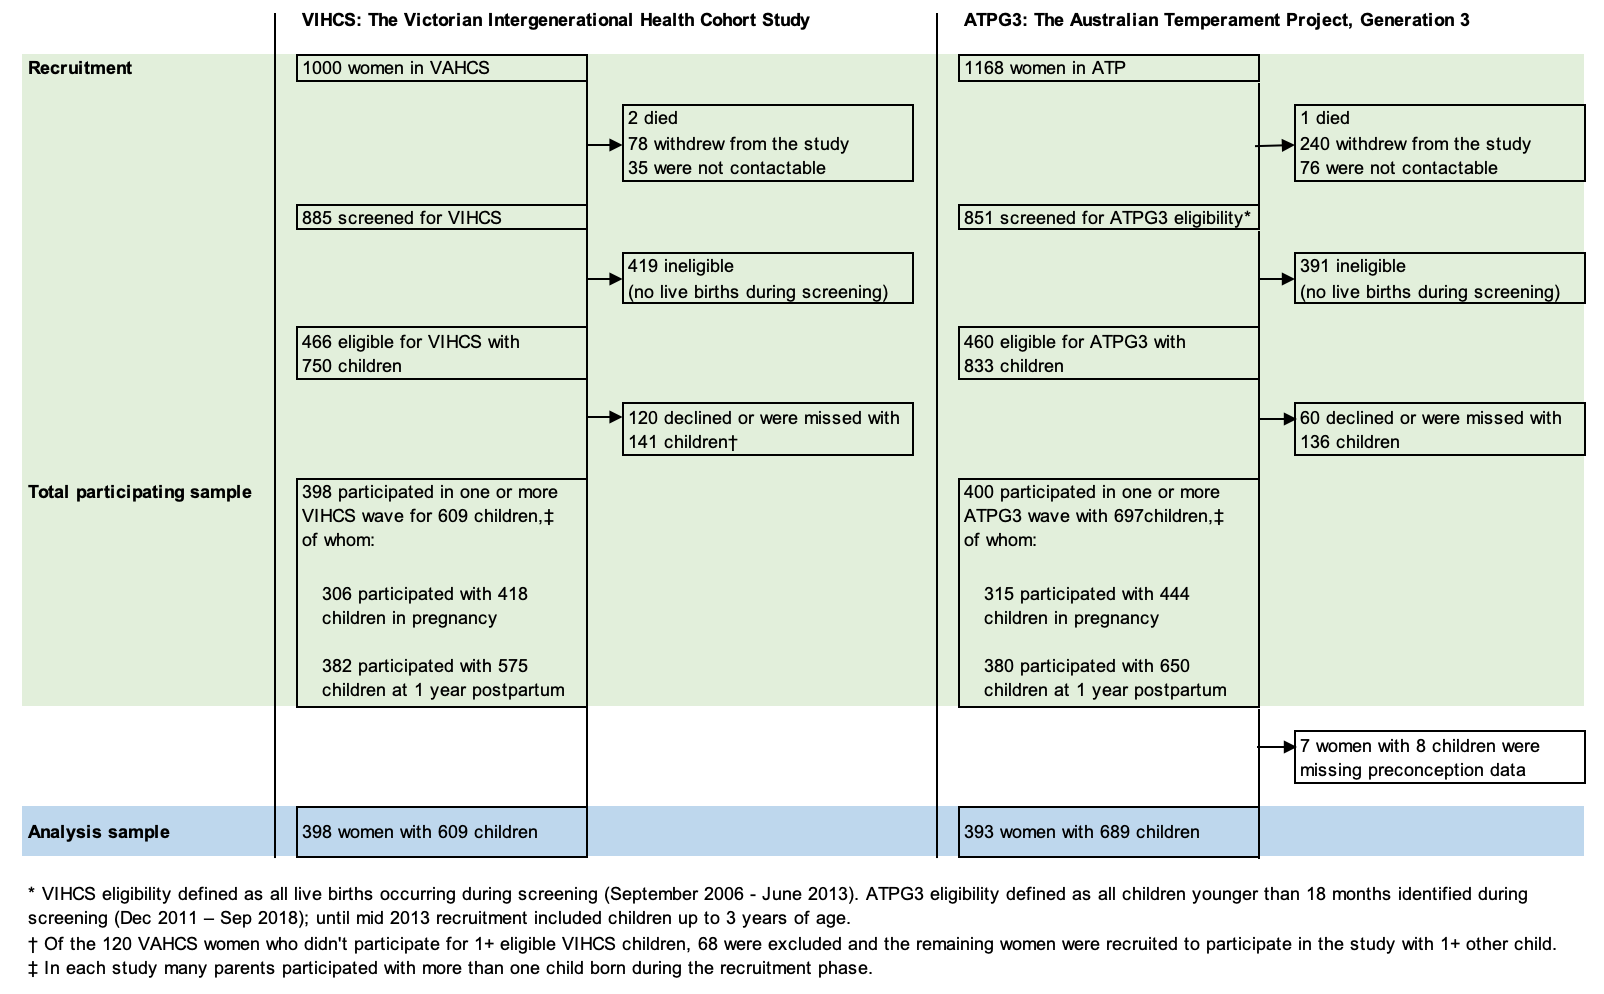 VIHCS: The Victorian Intergenerational Health Cohort Study
ATPG3: The Australian Temperament Project, Generation 3
Recruitment
1000 women in VAHCS
2 died
78 withdrew from the study
35 were not contactable
885 screened for VIHCS
419 ineligible
(no live births during screening)
466 eligible for VIHCS with
750 children
120 declined or were missed with
141 children†
1168 women in ATP
1 died
240 withdrew from the study
76 were not contactable
851 screened for ATPG3 eligibility*
391 ineligible
(no live births during screening)
460 eligible for ATPG3 with
833 children
60 declined or were missed with
136 children
Total participating sample
398 participated in one or more
VIHCS wave for 609 children,‡
of whom:
306 participated with 418
children in pregnancy
382 participated with 575
children at 1 year postpartum
400 participated in one or more
ATPG3 wave with 697children,‡
of whom:
315 participated with 444
children in pregnancy
380 participated with 650
children at 1 year postpartum
7 women with 8 children were
missing preconception data
Analysis sample
398 women with 609 children
393 women with 689 children
* VIHCS eligibility defined as all live births occurring during screening (September 2006 - June 2013). ATPG3 eligibility defined as all children younger than 18 months identified during
screening (Dec 2011 – Sep 2018); until mid 2013 recruitment included children up to 3 years of age.
† Of the 120 VAHCS women who didn't participate for 1+ eligible VIHCS children, 68 were excluded and the remaining women were recruited to participate in the study with 1+ other child.
‡ In each study many parents participated with more than one child born during the recruitment phase.